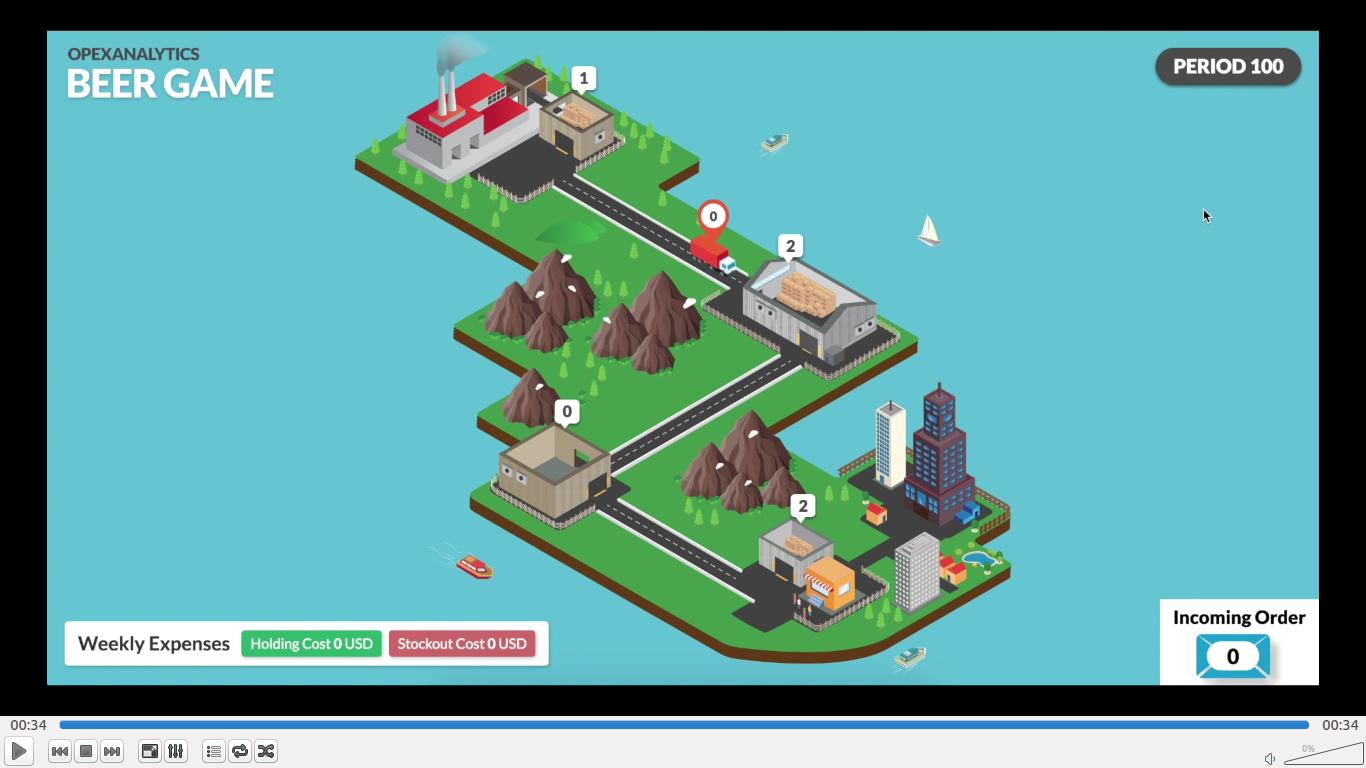 OPEXANALYTICS
BEER GAME
PERIOD 100
1
0
2
0
2
Weekly Expenses
Holding Cost 0 USD
Stockout Cost 0 USD
Incoming Order
0
00:34
00:34
0%